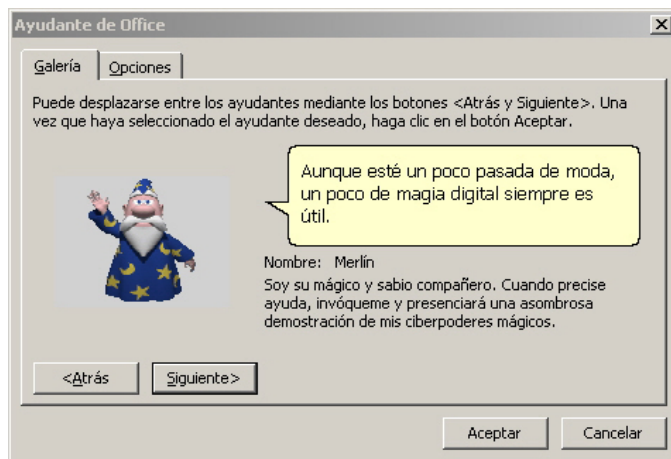 Ayudante de Office
Galería
Opciones
Puede desplazarse entre los ayudantes mediante los botones <Atrás y Siguiente>. Una
vez que haya seleccionado el ayudante deseado, haga clic en el botón Aceptar.
Aunque esté un poco pasada de moda,
un poco de magia digital siempre es
útil.
Nombre: Merlín
Soy su mágico y sabio compañero. Cuando precise
ayuda, invóqueme y presenciará una asombrosa
demostración de mis ciberpoderes mágicos.
<Atrás
Siguiente>
Aceptar
Cancelar